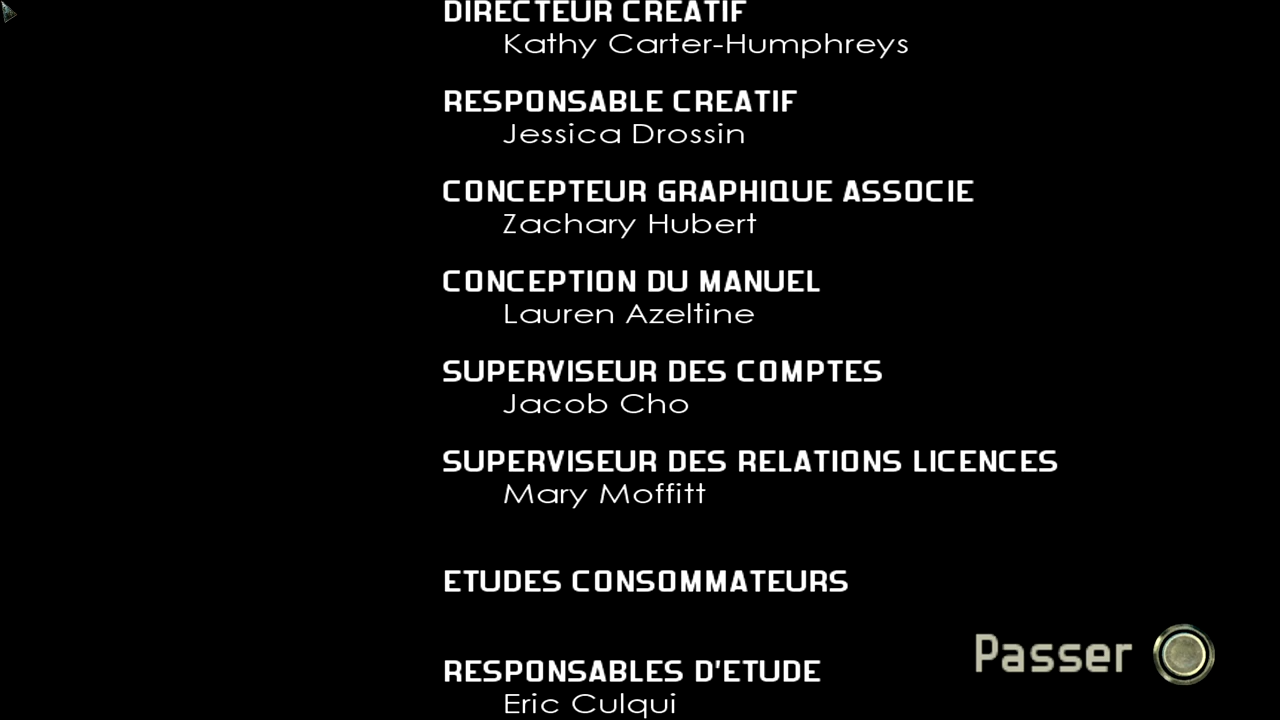 DIRECTEUR CREATIF
Kathy Carter-Humphreys
RESPONSABLE CREATIF
Jessica Drossin
CONCEPTEUR GRAPHIQUE ASSOCIE
Zachary Hubert
CONCEPTION DU MANUEL
Lauren Azeltine
SUPERVISEUR DES COMPTES
Jacob Cho
SUPERVISEUR DES RELATIONS LICENCES
Mary Moffitt
ETUDES CONSOMMATEURS
Passer
RESPONSABLES D'ETUDE
Eric Culqui